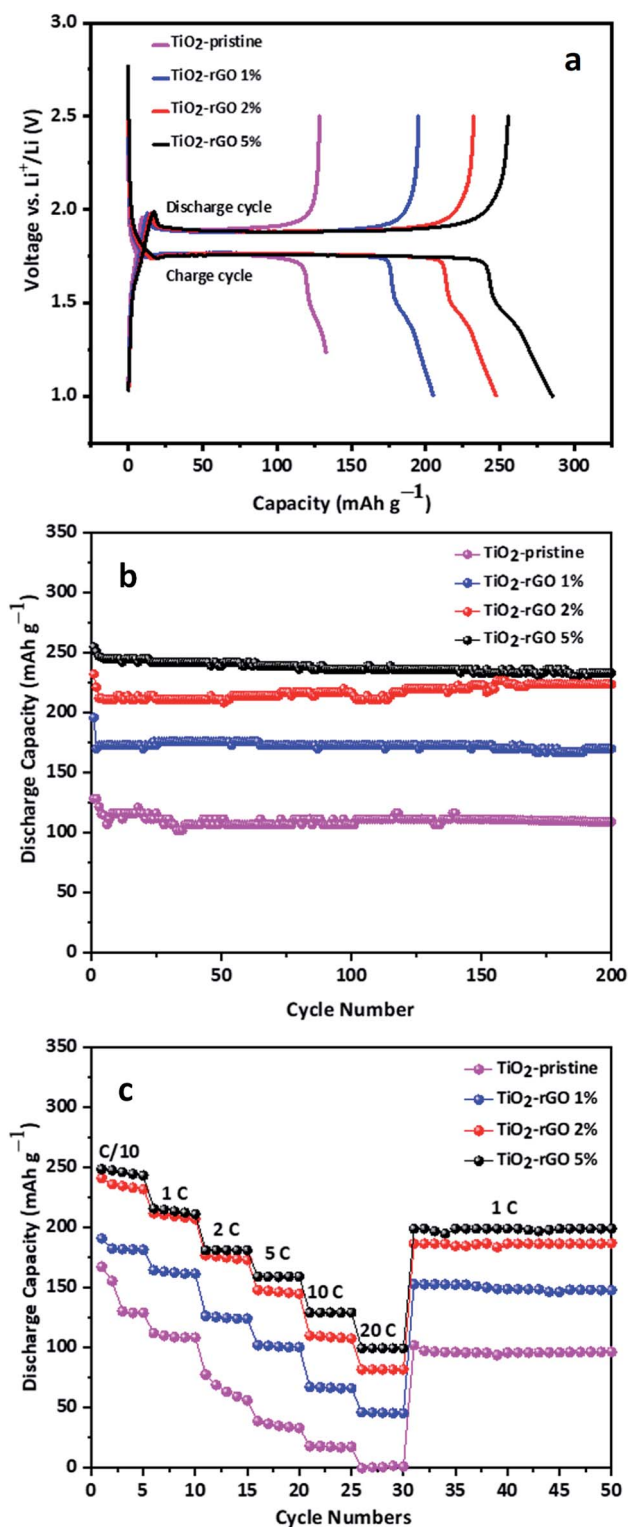 3.0
2.5
2.0
1.5
1.0
Voltage vs. Li⁺/Li (V)
TiO₂-pristine
TiO₂-rGO 1%
TiO₂-rGO 2%
TiO₂-rGO 5%
a
Discharge cycle
Charge cycle
0 50 100 150 200 250 300
Capacity (mAh g⁻¹)
350
300
250
200
150
100
50
0
Discharge Capacity (mAh g⁻¹)
b
TiO₂-pristine
TiO₂-rGO 1%
TiO₂-rGO 2%
TiO₂-rGO 5%
0 50 100 150 200
Cycle Number
350
300
250
200
150
100
50
0
Discharge Capacity (mAh g⁻¹)
c
TiO₂-pristine
TiO₂-rGO 1%
TiO₂-rGO 2%
TiO₂-rGO 5%
C/10
1 C
2 C
5 C
10 C
20 C
1 C
0 5 10 15 20 25 30 35 40 45 50
Cycle Numbers